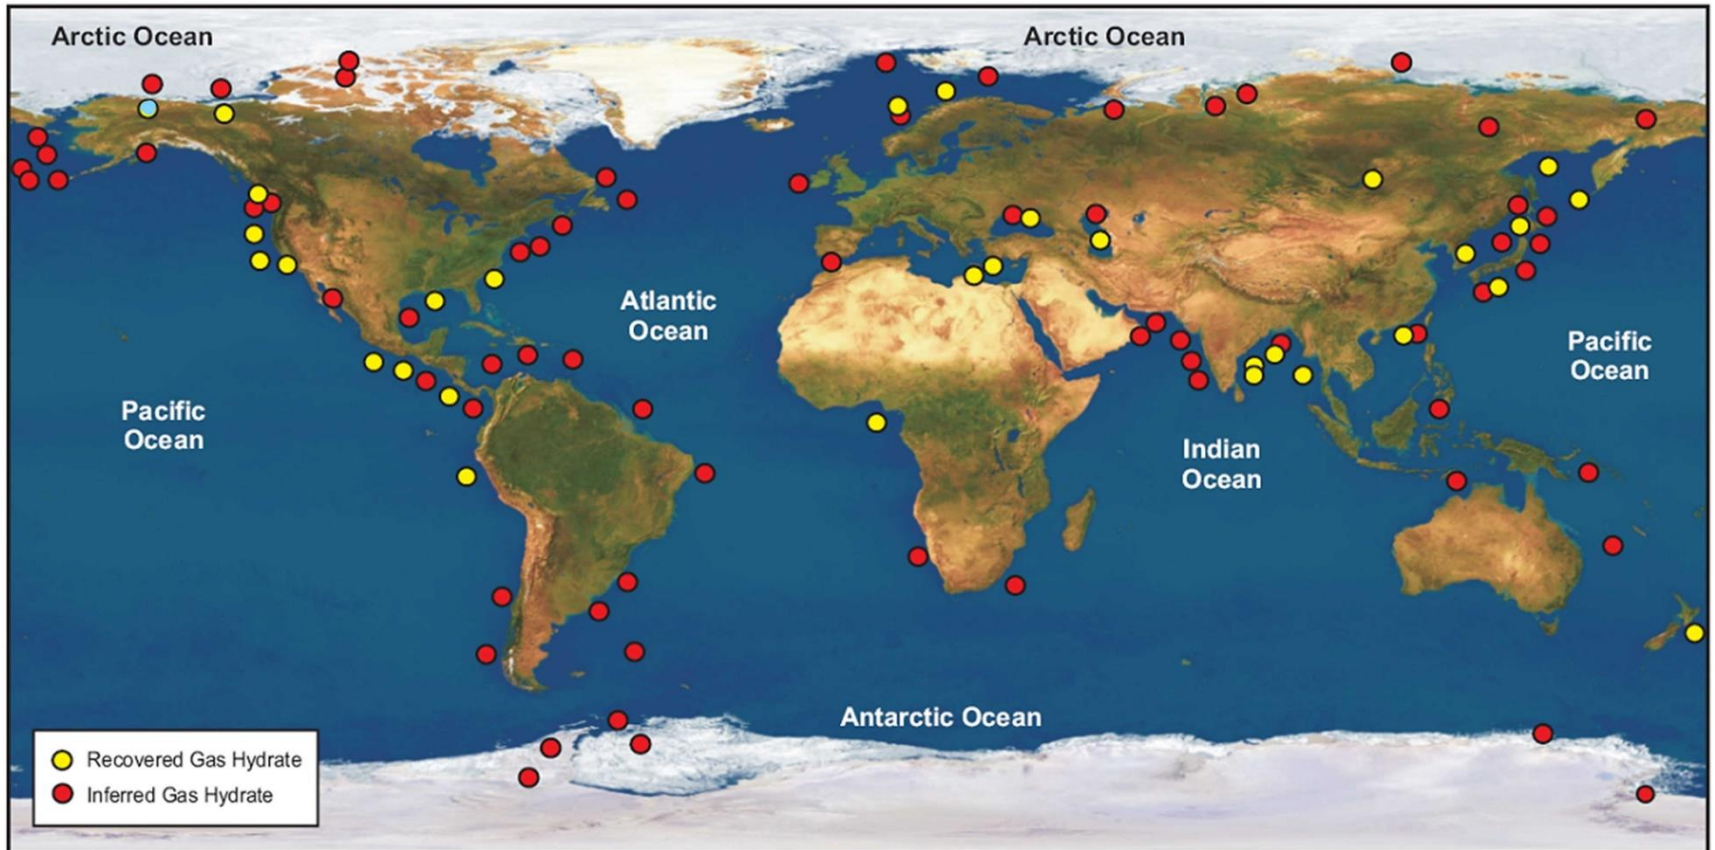 Arctic Ocean
Arctic Ocean
Atlantic
Ocean
Pacific
Ocean
Pacific
Ocean
Indian
Ocean
Antarctic Ocean
Recovered Gas Hydrate
Inferred Gas Hydrate